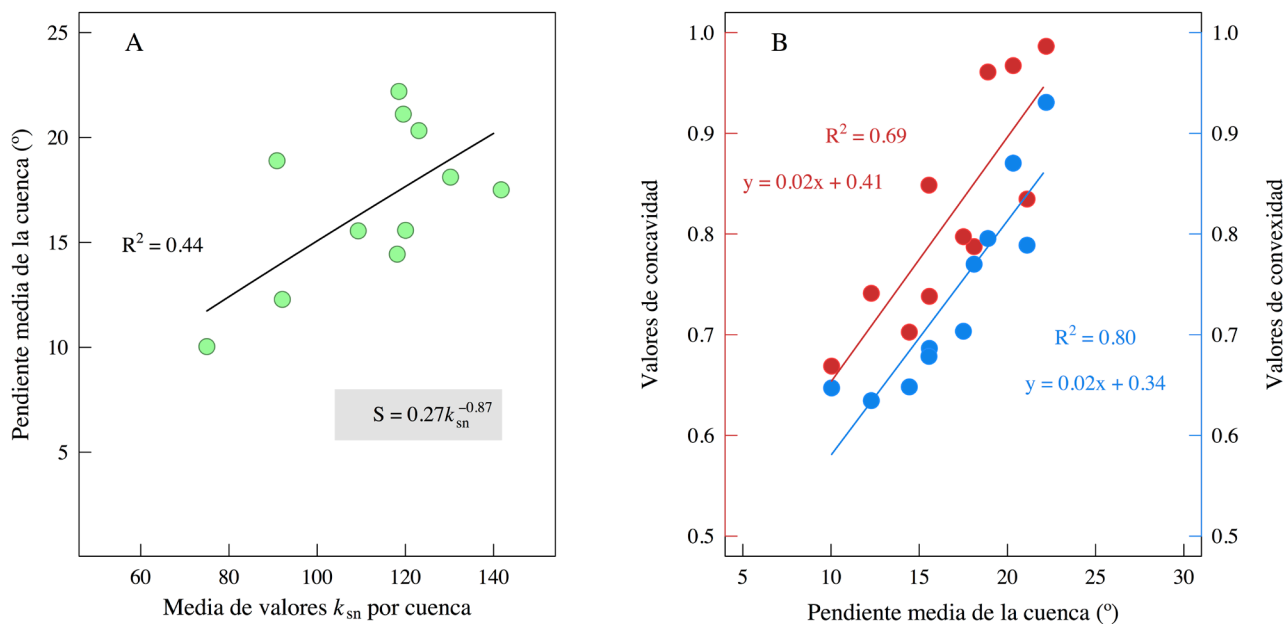 A
25
20
15
10
5
Pendiente media de la cuenca (º)
R² = 0.44
S = 0.27kₛₙ⁻⁰·⁸⁷
60 80 100 120 140
Media de valores kₛₙ por cuenca
B
1.0
0.9
0.8
0.7
0.6
0.5
Valores de concavidad
R² = 0.69
y = 0.02x + 0.41
R² = 0.80
y = 0.02x + 0.34
1.0
0.9
0.8
0.7
0.6
0.5
Valores de convexidad
5 10 15 20 25 30
Pendiente media de la cuenca (º)